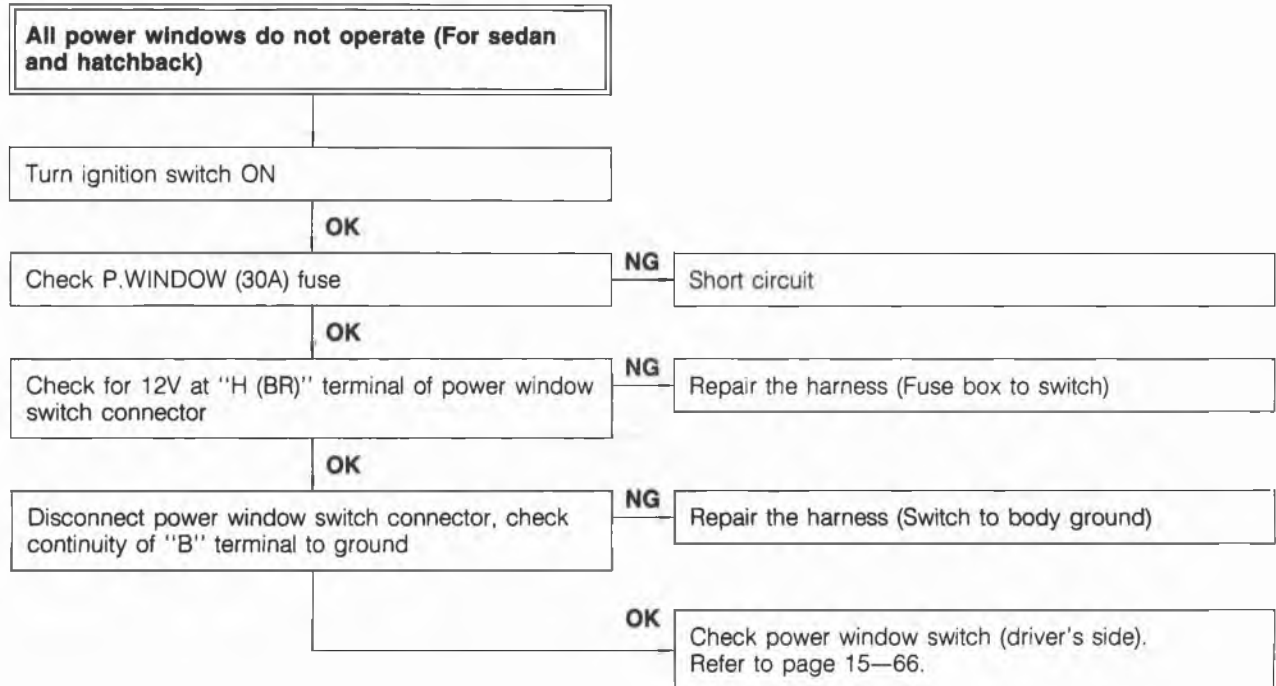 All power windows do not operate (For sedan
and hatchback)
Turn ignition switch ON
OK
Check P.WINDOW (30A) fuse
NG
Short circuit
OK
Check for 12V at "H (BR)" terminal of power window
switch connector
NG
Repair the harness (Fuse box to switch)
OK
Disconnect power window switch connector, check
continuity of "B" terminal to ground
NG
Repair the harness (Switch to body ground)
OK
Check power window switch (driver's side).
Refer to page 15—66.